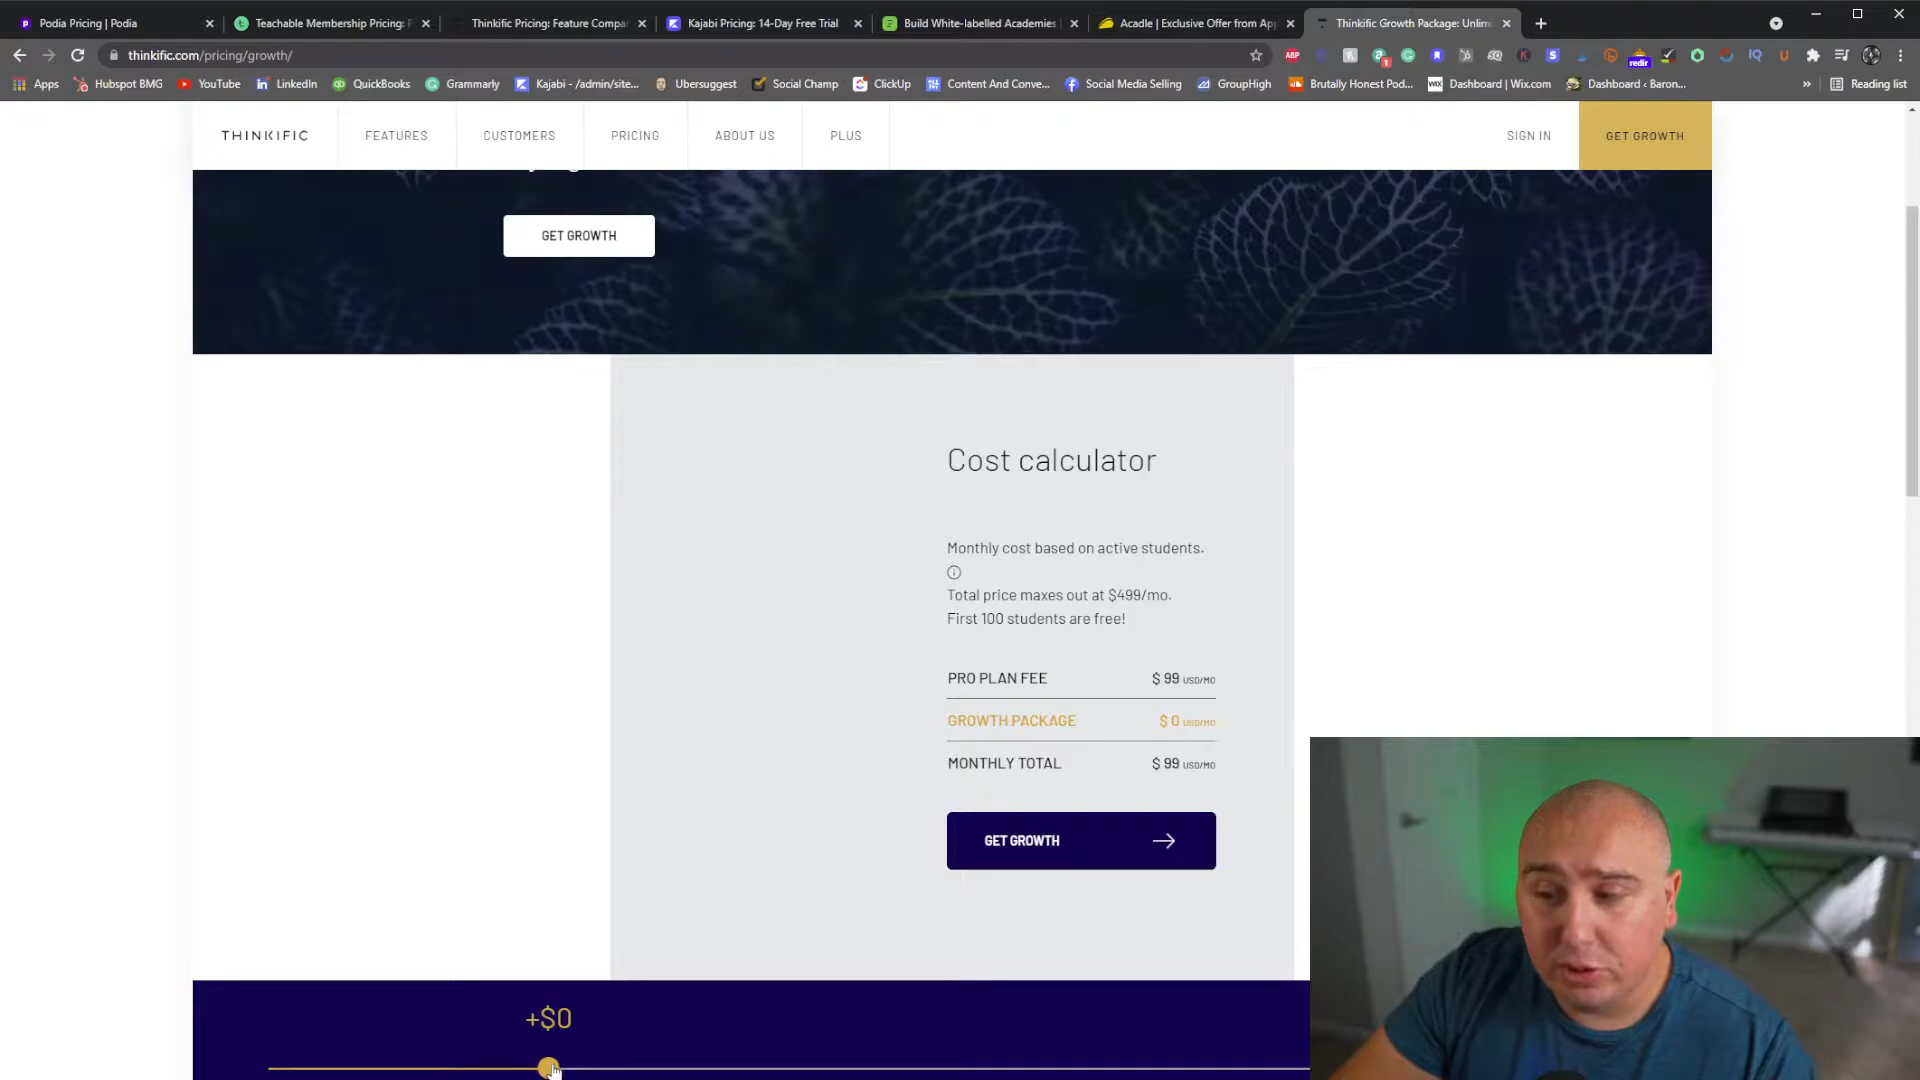 Podia Pricing | Podia
Teachable Membership Pricing: F
Thinkific Pricing: Feature Compa
Kajabi Pricing: 14-Day Free Trial
Build White-labelled Academies
Acadle | Exclusive Offer from App
Thinkific Growth Package: Unlim
thinkific.com/pricing/growth/
Apps
Hubspot BMG
YouTube
LinkedIn
QuickBooks
Grammarly
Kajabi - /admin/site...
Ubersuggest
Social Champ
ClickUp
Content And Conve...
Social Media Selling
GroupHigh
Brutally Honest Pod...
Dashboard | Wix.com
Dashboard ‹ Baron...
Reading list
THINKIFIC
FEATURES
CUSTOMERS
PRICING
ABOUT US
PLUS
SIGN IN
GET GROWTH
GET GROWTH
Cost calculator
Monthly cost based on active students.
Total price maxes out at $499/mo.
First 100 students are free!
PRO PLAN FEE $ 99 USD/MO
GROWTH PACKAGE $ 0 USD/MO
MONTHLY TOTAL $ 99 USD/MO
GET GROWTH
+$0